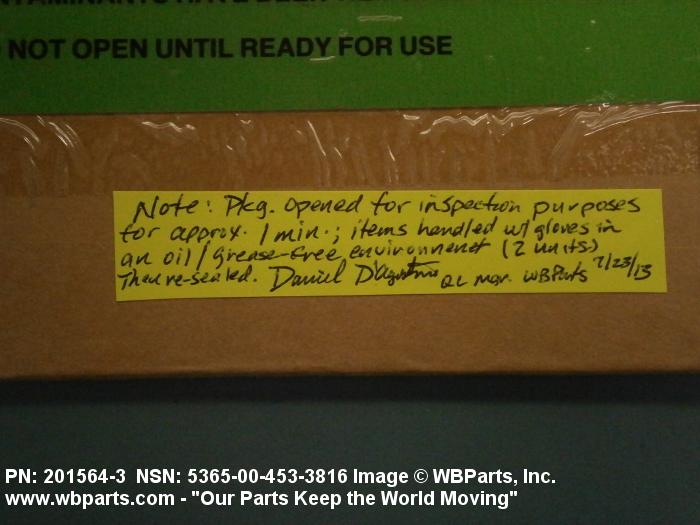 NOT OPEN UNTIL READY FOR USE
Note: Pkg. opened for inspection purposes
for approx. 1 min.; items handled w/ gloves in
an oil/grease-free environment (2 units)
Then re-sealed. Daniel D'Agostino QC Mgr. WBParts 7/23/13
PN: 201564-3 NSN: 5365-00-453-3816 Image © WBParts, Inc.
www.wbparts.com - "Our Parts Keep the World Moving"